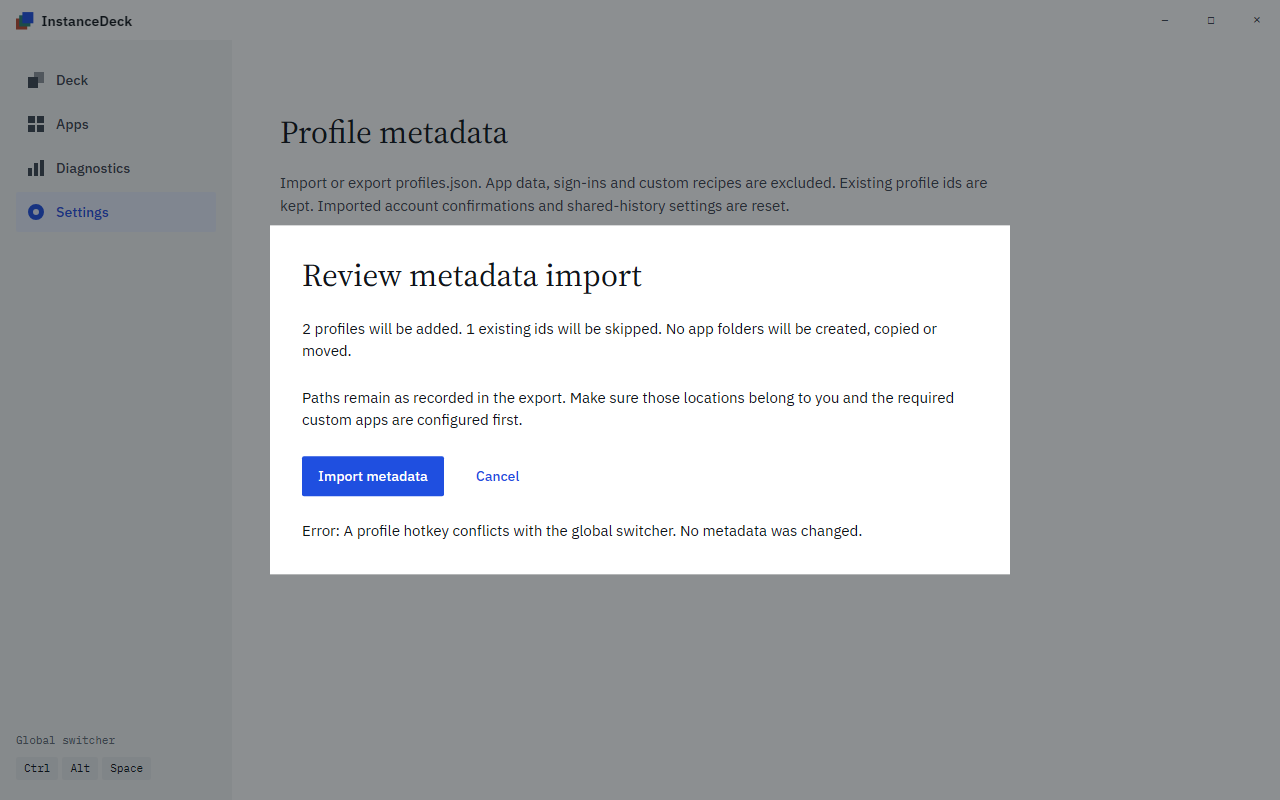 InstanceDeck
Deck
Apps
Diagnostics
Settings
Profile metadata
Import or export profiles.json. App data, sign-ins and custom recipes are excluded. Existing profile ids are
kept. Imported account confirmations and shared-history settings are reset.
Review metadata import
2 profiles will be added. 1 existing ids will be skipped. No app folders will be created, copied or
moved.
Paths remain as recorded in the export. Make sure those locations belong to you and the required
custom apps are configured first.
Import metadata
Cancel
Error: A profile hotkey conflicts with the global switcher. No metadata was changed.
Global switcher
Ctrl Alt Space